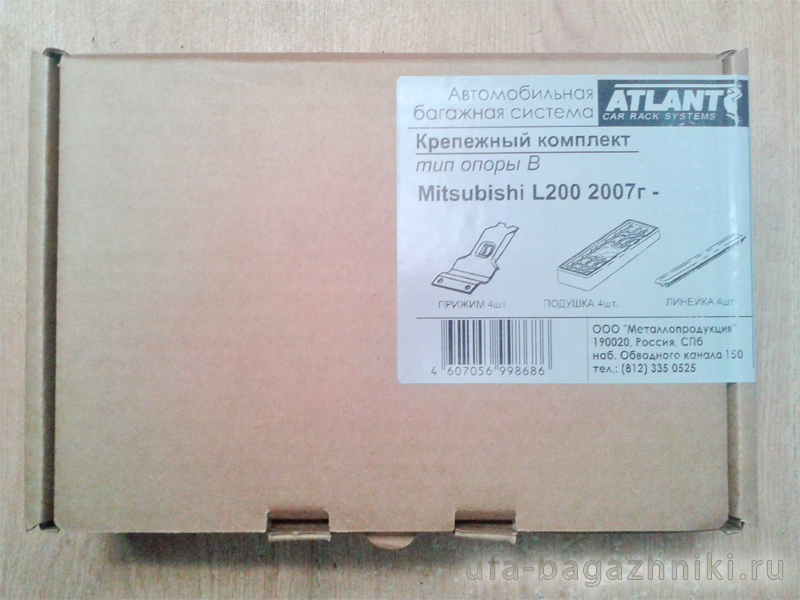 Автомобильная
багажная система
ATLANT
CAR RACK SYSTEMS
Крепежный комплект
тип опоры В
Mitsubishi L200 2007г -
ПРИЖИМ 4шт.
ПОДУШКА 4шт.
ЛИНЕЙКА 4шт.
4 607056 998686
ООО "Металлопродукция"
190020, Россия, СПб
наб. Обводного канала 150
тел.: (812) 335 0525
ufa-bagazhniki.ru